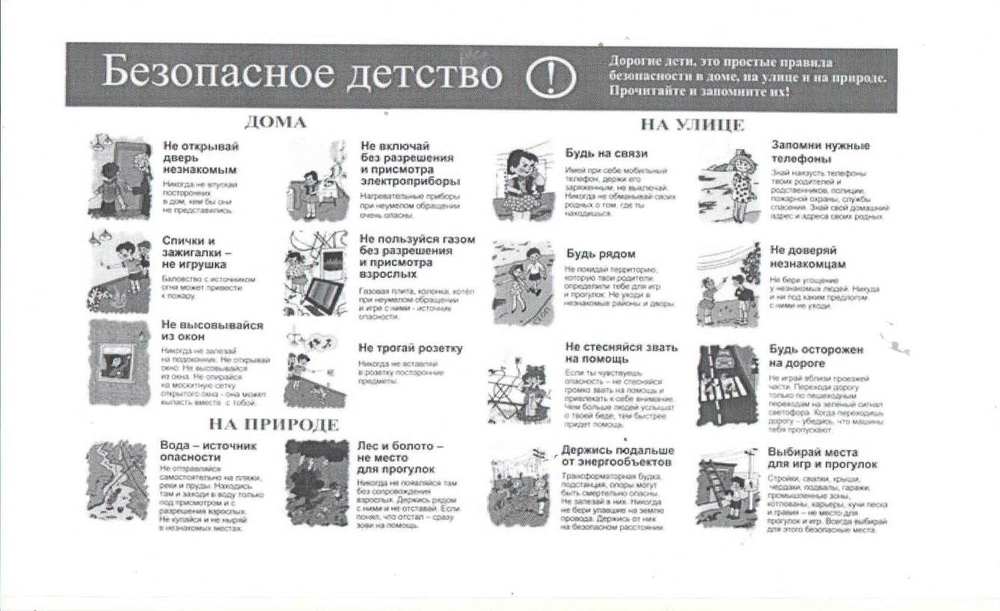 Безопасное детство
Дорогие дети, это простые правила
безопасности в доме, на улице и на природе.
Прочитайте и запомните их!
ДОМА
Не открывай
дверь
незнакомым
Никогда не впускай
посторонних
в дом, кем бы они
не представились.
Не включай
без разрешения
и присмотра
электроприборы
Нагревательные приборы
при неумелом обращении
очень опасны.
Спички и
зажигалки –
не игрушка
Баловство с источником
огня может привести
к пожару.
Не пользуйся газом
без разрешения
и присмотра
взрослых
Газовая плита, колонка, котёл
при неумелом обращении
и игре с ними - источник
опасности.
Не высовывайся
из окон
Никогда не залезай
на подоконник. Не открывай
окно. Не высовывайся
из окна. Не опирайся
на москитную сетку
открытого окна - она может
выпасть вместе с тобой.
Не трогай розетку
Никогда не вставляй
в розетку посторонние
предметы.
НА ПРИРОДЕ
Вода – источник
опасности
Не отправляйся
самостоятельно на пляжи,
реки и пруды. Находись
там и заходи в воду только
под присмотром и с
разрешения взрослых.
Не купайся и не ныряй
в незнакомых местах.
Лес и болото –
не место
для прогулок
Никогда не появляйся там
без сопровождения
взрослых. Держись рядом
с ними и не отставай. Если
понял, что отстал – сразу
зови на помощь.
НА УЛИЦЕ
Будь на связи
Имей при себе мобильный
телефон, держи его
заряженным, не выключай.
Никогда не обманывай своих
родных о том, где ты
находишься.
Запомни нужные
телефоны
Знай наизусть телефоны
твоих родителей и
родственников, полиции,
пожарной охраны, службы
спасения. Знай свой домашний
адрес и адреса своих родных.
Будь рядом
Не покидай территорию,
которую твои родители
определили тебе для игр
и прогулок. Не уходи в
незнакомые районы и дворы.
СТОП
Не доверяй
незнакомцам
Не бери угощение
у незнакомых людей. Никуда
и ни под каким предлогом
с ними не уходи.
Не стесняйся звать
на помощь
Если ты чувствуешь
опасность – не стесняйся
громко звать на помощь и
привлекать к себе внимание.
Чем больше людей услышат
о твоей беде, тем быстрее
придет помощь.
Будь осторожен
на дороге
Не играй вблизи проезжей
части. Переходи дорогу
только по пешеходным
переходам на зеленый сигнал
светофора. Когда переходишь
дорогу – убедись, что машины
тебя пропускают.
Держись подальше
от энергообъектов
Трансформаторная будка,
подстанция, опоры могут
быть смертельно опасны.
Не залезай в них. Никогда
не бери упавшие на землю
провода. Держись от них
на безопасном расстоянии.
Выбирай места
для игр и прогулок
Стройки, свалки, крыши,
чердаки, подвалы, гаражи,
промышленные зоны,
котлованы, карьеры, кучи песка
и гравия – не место для
прогулок и игр. Всегда выбирай
для этого безопасные места.